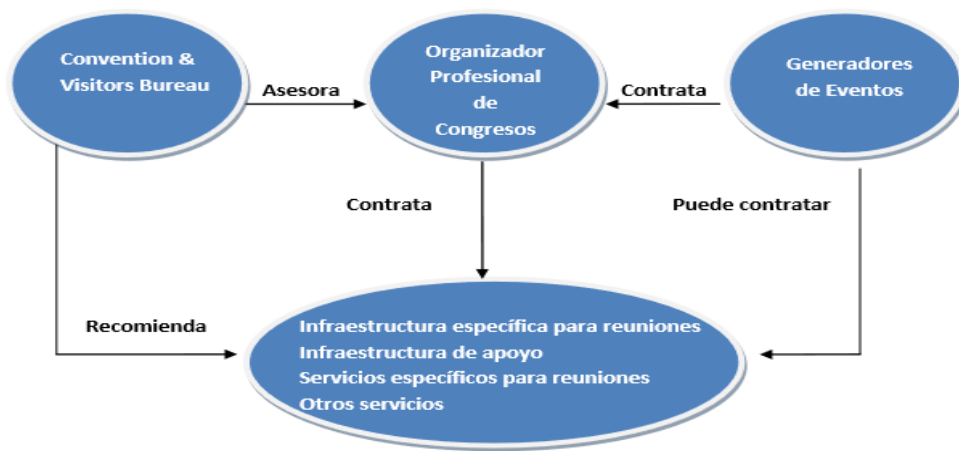 Convention &
Visitors Bureau
Asesora
Organizador
Profesional
de
Congresos
Contrata
Generadores
de Eventos
Contrata
Puede contratar
Recomienda
Infraestructura específica para reuniones
Infraestructura de apoyo
Servicios específicos para reuniones
Otros servicios